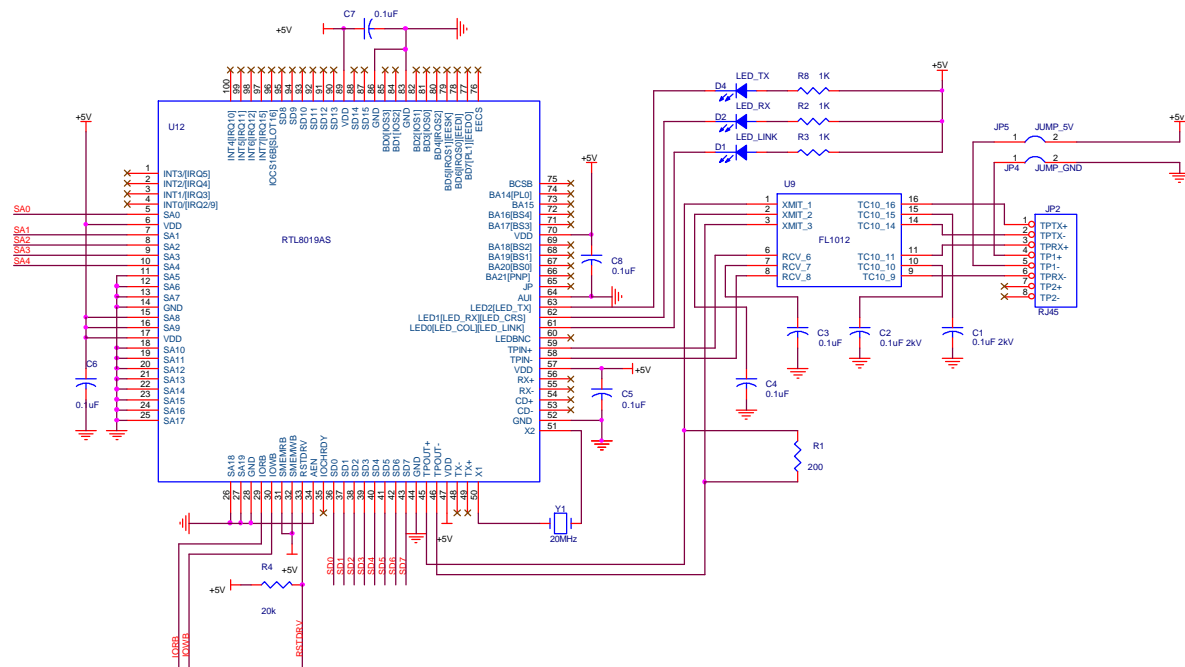 C7
0.1uF
+5V
100
99
98
97
96
95
94
93
92
91
90
89
88
87
86
85
84
83
82
81
80
79
78
77
76
INT4[IRQ10]
INT5[IRQ11]
INT6[IRQ12]
INT7[IRQ15]
IOCS16B[SLOT16]
SD8
SD9
SD10
SD11
SD12
SD13
VDD
SD14
SD15
GND
BD0[IOS3]
BD1[IOS2]
GND
BD2[IOS1]
BD3[IOS0]
BD4[IRQS2]
BD5[IRQS1][EESK]
BD6[IRQS0][EEDI]
BD7[PL1][EEDO]
EECS
U12
RTL8019AS
+5V
1 INT3/[IRQ5]
2 INT2/[IRQ4]
3 INT1/[IRQ3]
4 INT0/[IRQ2/9]
SA0 5 SA0
6 VDD
SA1 7 SA1
SA2 8 SA2
SA3 9 SA3
SA4 10 SA4
11 SA5
12 SA6
13 SA7
14 GND
15 SA8
16 SA9
17 VDD
18 SA10
19 SA11
20 SA12
21 SA13
22 SA14
23 SA15
24 SA16
25 SA17
C6
0.1uF
BCSB 75
BA14[PL0] 74
BA15 73
BA16[BS4] 72
BA17[BS3] 71
VDD 70
BA18[BS2] 69
BA19[BS1] 68
BA20[BS0] 67
BA21[PNP] 66
JP 65
AUI 64
LED2[LED_TX] 63
LED1[LED_RX][LED_CRS] 62
LED0[LED_COL][LED_LINK] 61
LEDBNC 60
TPIN+ 59
TPIN- 58
VDD 57
RX+ 56
RX- 55
CD+ 54
CD- 53
GND 52
X2 51
+5V
C8
0.1uF
+5V
C5
0.1uF
SA18
SA19
GND
IORB
IOWB
SMEMRB
SMEMWB
RSTDRV
AEN
IOCHRDY
SD0
SD1
SD2
SD3
SD4
SD5
SD6
SD7
GND
TPOUT+
TPOUT-
VDD
TX-
TX+
X1
26
27
28
29
30
31
32
33
34
35
36
37
38
39
40
41
42
43
44
45
46
47
48
49
50
+5V
Y1
20MHz
SD0
SD1
SD2
SD3
SD4
SD5
SD6
SD7
R4
20k
+5V
+5V
IORB
IOWB
RSTDRV
LED_TX
D4
R8 1K
LED_RX
D2
R2 1K
LED_LINK
D1
R3 1K
+5V
U9
FL1012
1 XMIT_1
2 XMIT_2
3 XMIT_3
6 RCV_6
7 RCV_7
8 RCV_8
TC10_16 16
TC10_15 15
TC10_14 14
TC10_11 11
TC10_10 10
TC10_9 9
C3
0.1uF
C2
0.1uF 2kV
C1
0.1uF 2kV
C4
0.1uF
R1
200
JP5 JUMP_5V
1 2
+5v
1 2
JP4 JUMP_GND
JP2
1 TPTX+
2 TPTX-
3 TPRX+
4 TP1+
5 TP1-
6 TPRX-
7 TP2+
8 TP2-
RJ45